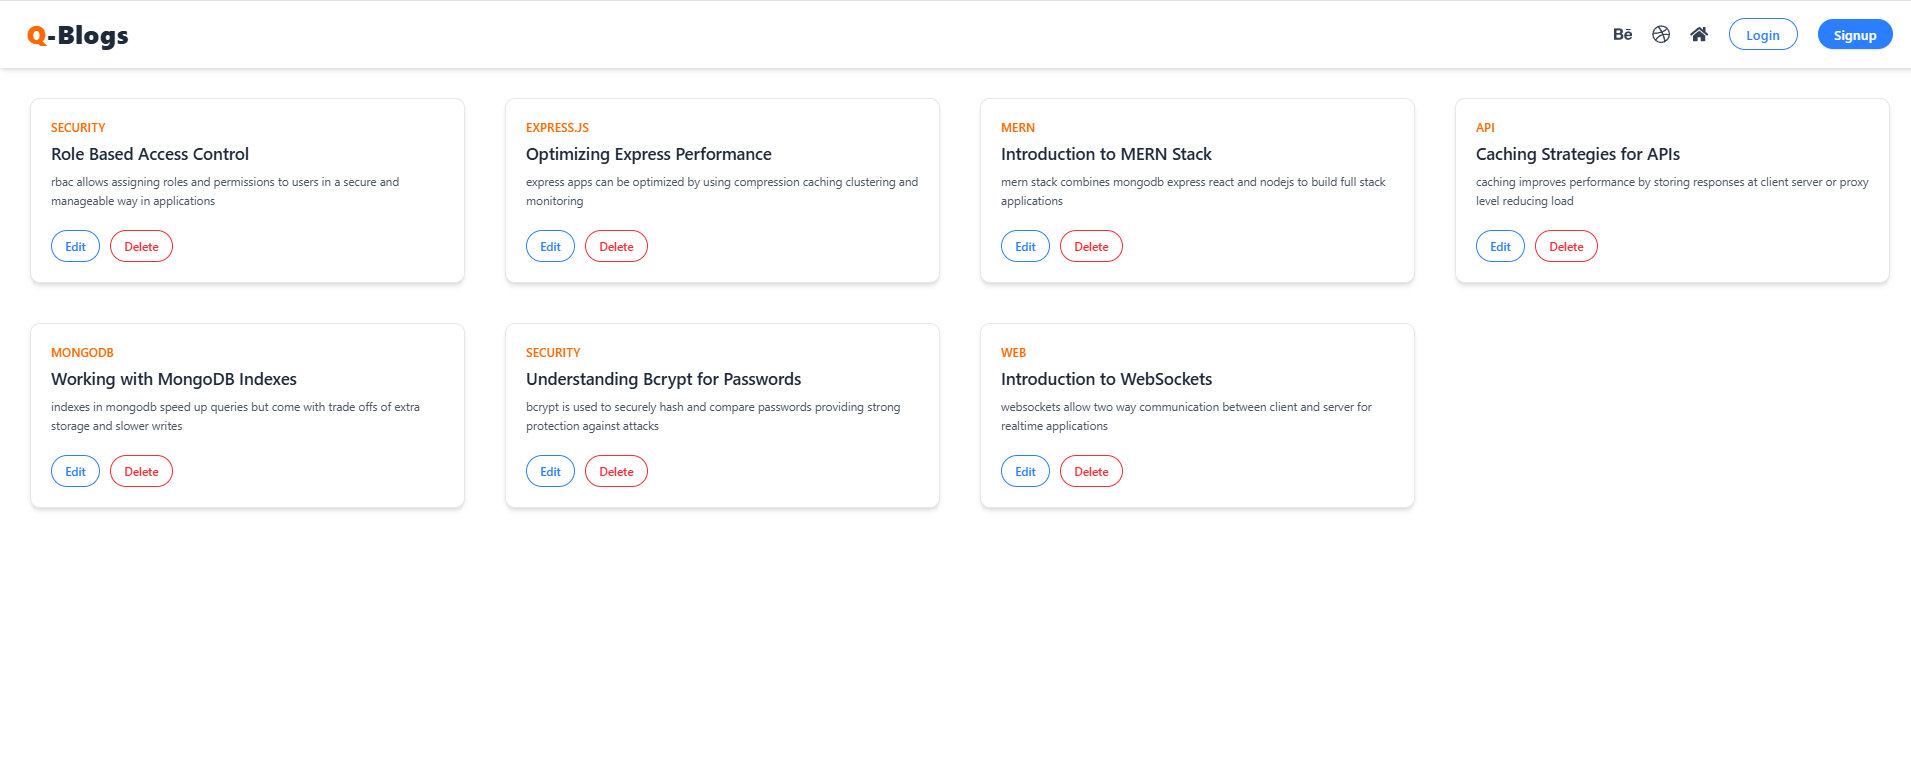 Q-Blogs
Bē
Login
Signup
SECURITY
Role Based Access Control
rbac allows assigning roles and permissions to users in a secure and
manageable way in applications
Edit
Delete
EXPRESS.JS
Optimizing Express Performance
express apps can be optimized by using compression caching clustering and
monitoring
Edit
Delete
MERN
Introduction to MERN Stack
mern stack combines mongodb express react and nodejs to build full stack
applications
Edit
Delete
API
Caching Strategies for APIs
caching improves performance by storing responses at client server or proxy
level reducing load
Edit
Delete
MONGODB
Working with MongoDB Indexes
indexes in mongodb speed up queries but come with trade offs of extra
storage and slower writes
Edit
Delete
SECURITY
Understanding Bcrypt for Passwords
bcrypt is used to securely hash and compare passwords providing strong
protection against attacks
Edit
Delete
WEB
Introduction to WebSockets
websockets allow two way communication between client and server for
realtime applications
Edit
Delete